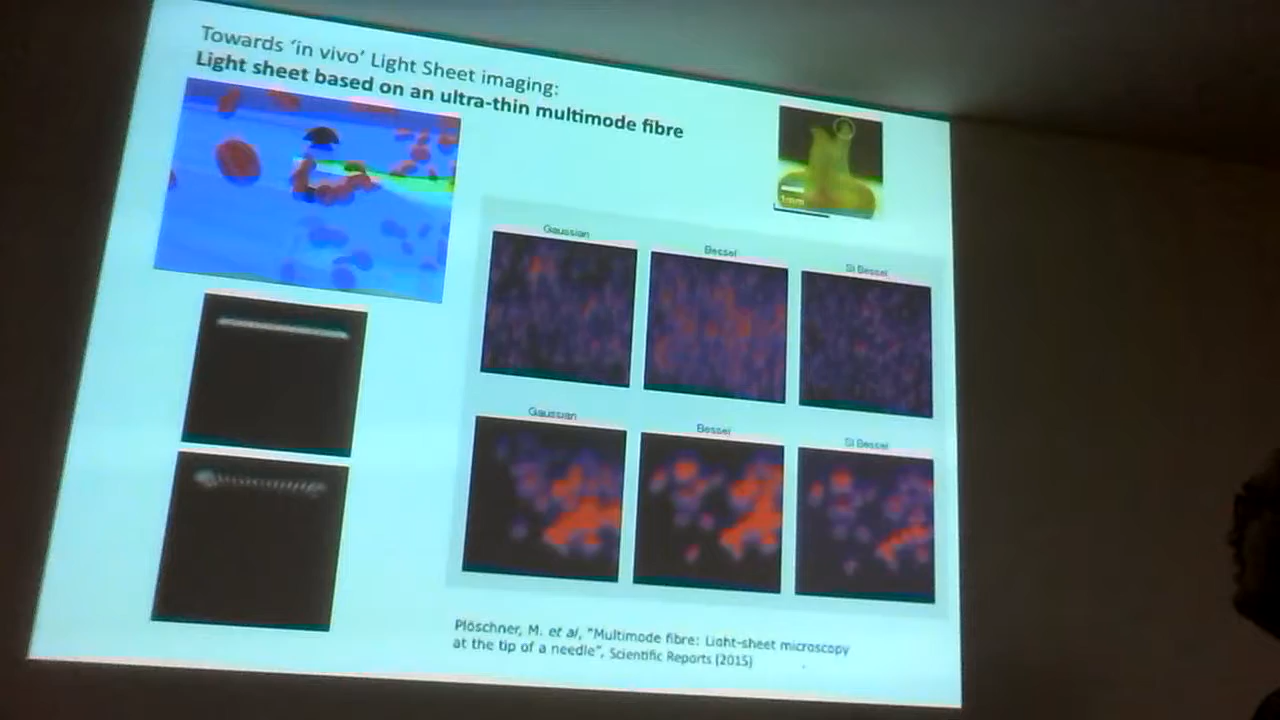 Towards 'in vivo' Light Sheet imaging:
Light sheet based on an ultra-thin multimode fibre
1mm
Gaussian
Bessel
SI Bessel
Gaussian
Bessel
SI Bessel
Plöschner, M. et al, "Multimode fibre: Light-sheet microscopy
at the tip of a needle", Scientific Reports (2015)